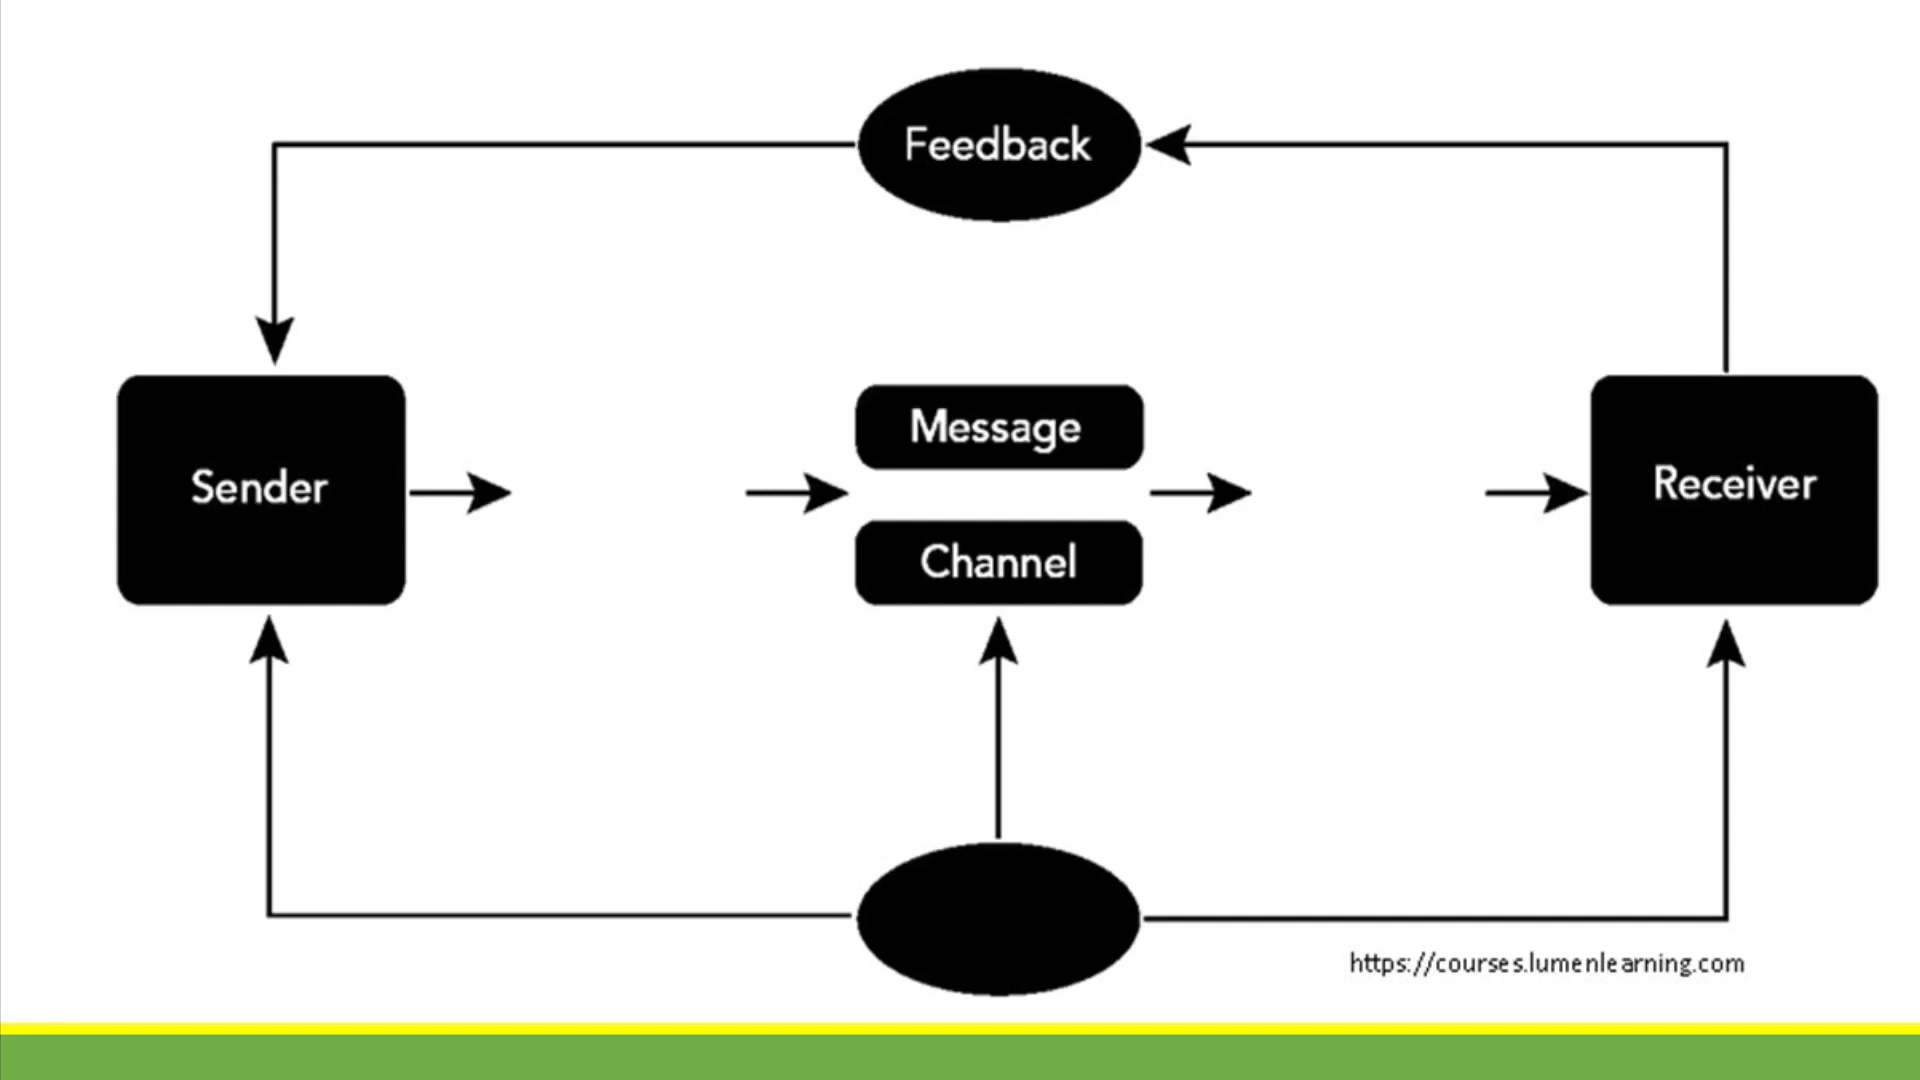 Feedback
Sender
Message
Channel
Receiver
https://courses.lumenlearning.com